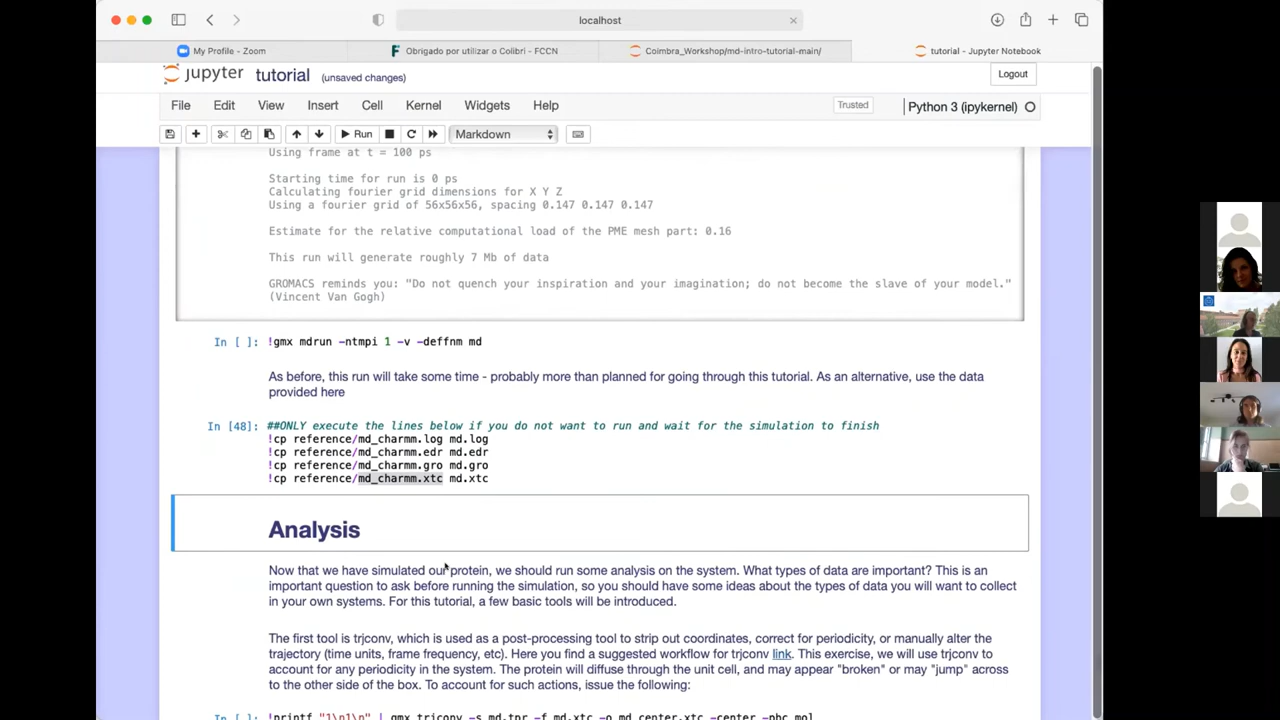 localhost
My Profile - Zoom
Obrigado por utilizar o Colibri - FCCN
Coimbra_Workshop/md-intro-tutorial-main/
tutorial - Jupyter Notebook
jupyter tutorial (unsaved changes)
Logout
File Edit View Insert Cell Kernel Widgets Help
Trusted
Python 3 (ipykernel)
Run
Markdown
Using frame at t = 100 ps
Starting time for run is 0 ps
Calculating fourier grid dimensions for X Y Z
Using a fourier grid of 56x56x56, spacing 0.147 0.147 0.147
Estimate for the relative computational load of the PME mesh part: 0.16
This run will generate roughly 7 Mb of data
GROMACS reminds you: "Do not quench your inspiration and your imagination; do not become the slave of your model."
(Vincent Van Gogh)
In [ ]: !gmx mdrun -ntmpi 1 -v -deffnm md
As before, this run will take some time - probably more than planned for going through this tutorial. As an alternative, use the data
provided here
In [48]: ##ONLY execute the lines below if you do not want to run and wait for the simulation to finish
!cp reference/md_charmm.log md.log
!cp reference/md_charmm.edr md.edr
!cp reference/md_charmm.gro md.gro
!cp reference/md_charmm.xtc md.xtc
Analysis
Now that we have simulated our protein, we should run some analysis on the system. What types of data are important? This is an
important question to ask before running the simulation, so you should have some ideas about the types of data you will want to collect
in your own systems. For this tutorial, a few basic tools will be introduced.
The first tool is trjconv, which is used as a post-processing tool to strip out coordinates, correct for periodicity, or manually alter the
trajectory (time units, frame frequency, etc). Here you find a suggested workflow for trjconv link. This exercise, we will use trjconv to
account for any periodicity in the system. The protein will diffuse through the unit cell, and may appear "broken" or may "jump" across
to the other side of the box. To account for such actions, issue the following:
In [ ]: !printf "1\n1\n" | gmx trjconv -s md.tpr -f md.xtc -o md_center.xtc -center -pbc mol